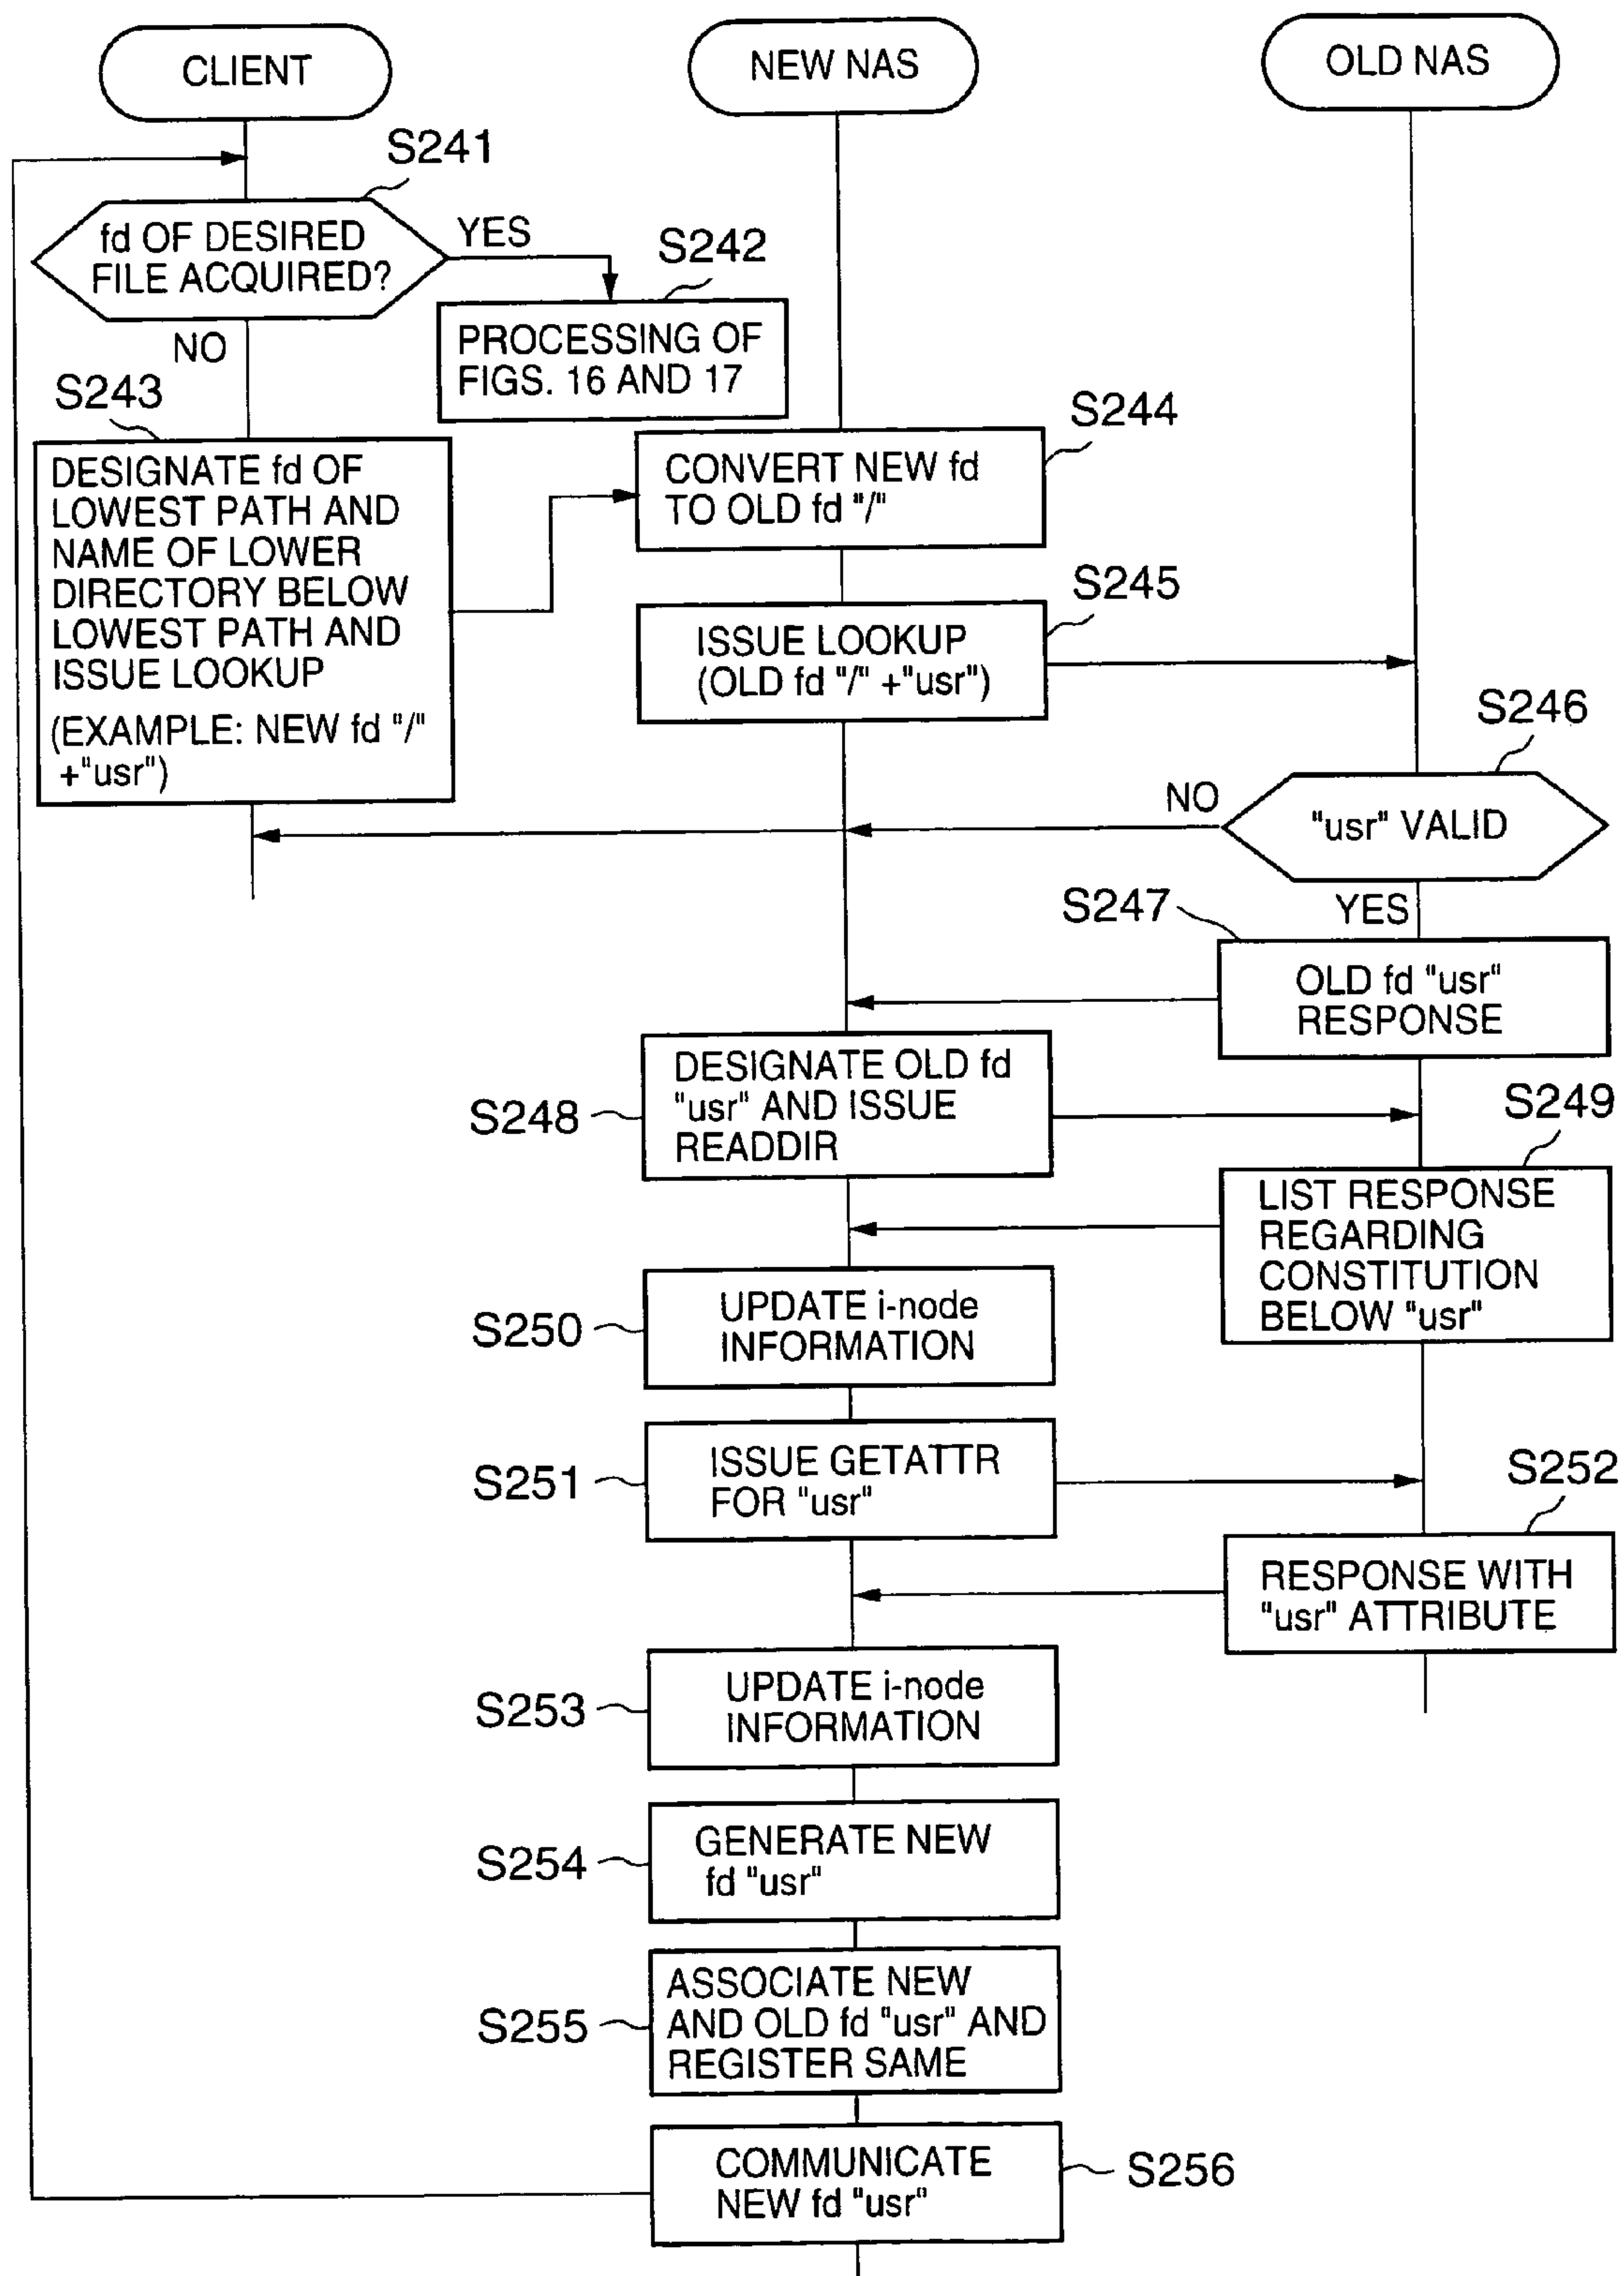 CLIENT
NEW NAS
OLD NAS
S241
fd OF DESIRED
FILE ACQUIRED?
YES
S242
PROCESSING OF
FIGS. 16 AND 17
NO
S243
DESIGNATE fd OF
LOWEST PATH AND
NAME OF LOWER
DIRECTORY BELOW
LOWEST PATH AND
ISSUE LOOKUP
(EXAMPLE: NEW fd "/"
+"usr")
S244
CONVERT NEW fd
TO OLD fd "/"
S245
ISSUE LOOKUP
(OLD fd "/" +"usr")
S246
NO
"usr" VALID
YES
S247
OLD fd "usr"
RESPONSE
S248
DESIGNATE OLD fd
"usr" AND ISSUE
READDIR
S249
LIST RESPONSE
REGARDING
CONSTITUTION
BELOW "usr"
S250
UPDATE i-node
INFORMATION
S251
ISSUE GETATTR
FOR "usr"
S252
RESPONSE WITH
"usr" ATTRIBUTE
S253
UPDATE i-node
INFORMATION
S254
GENERATE NEW
fd "usr"
S255
ASSOCIATE NEW
AND OLD fd "usr" AND
REGISTER SAME
COMMUNICATE
NEW fd "usr"
S256